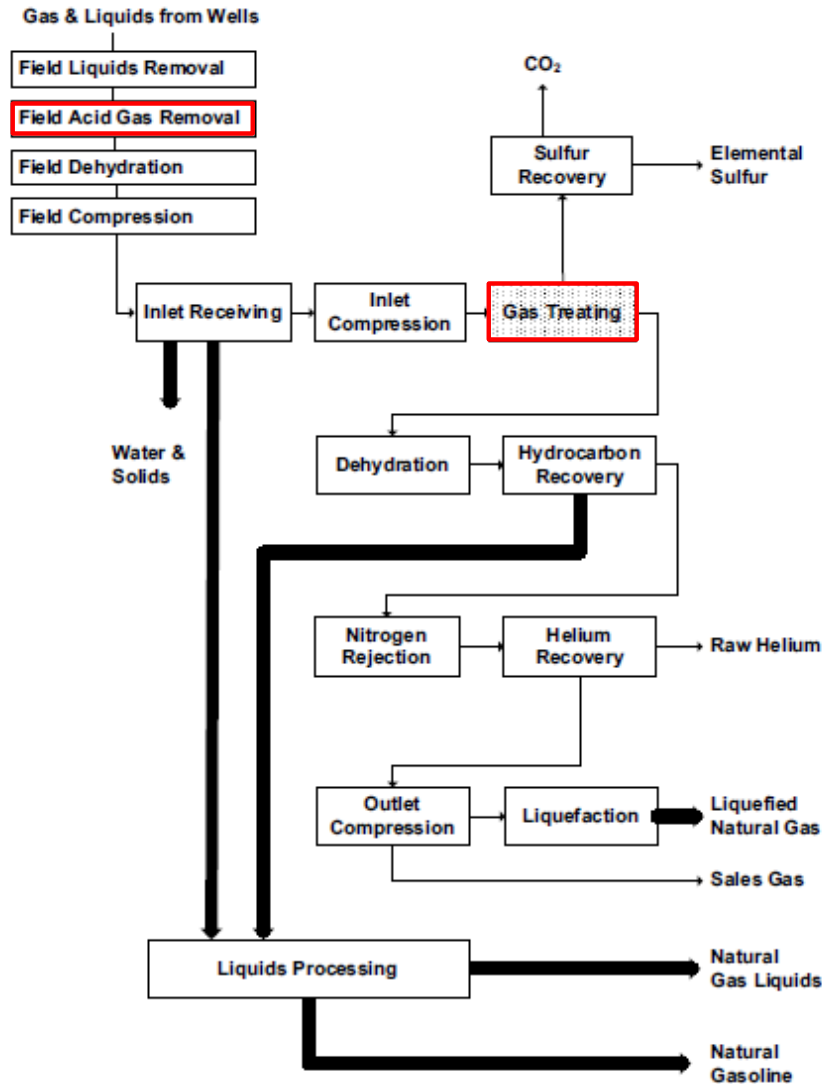 Gas & Liquids from Wells
Field Liquids Removal
Field Acid Gas Removal
Field Dehydration
Field Compression
CO₂
Sulfur
Recovery
Elemental
Sulfur
Inlet Receiving
Inlet
Compression
Gas Treating
Water &
Solids
Dehydration
Hydrocarbon
Recovery
Nitrogen
Rejection
Helium
Recovery
Raw Helium
Outlet
Compression
Liquefaction
Liquefied
Natural Gas
Sales Gas
Liquids Processing
Natural
Gas Liquids
Natural
Gasoline